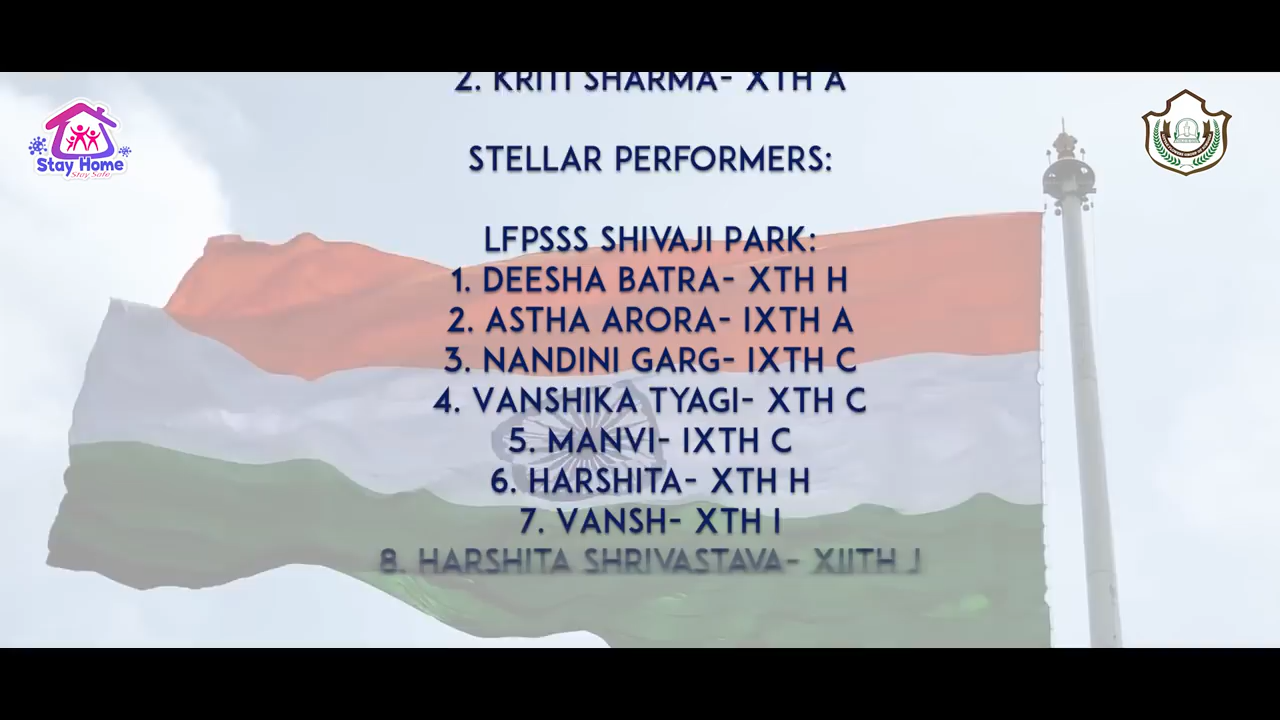 2. KRITI SHARMA- XTH A
STELLAR PERFORMERS:
LFPSSS SHIVAJI PARK:
1. DEESHA BATRA- XTH H
2. ASTHA ARORA- IXTH A
3. NANDINI GARG- IXTH C
4. VANSHIKA TYAGI- XTH C
5. MANVI- IXTH C
6. HARSHITA- XTH H
7. VANSH- XTH I
8. HARSHITA SHRIVASTAVA- XIITH J
Stay Home
Stay Safe